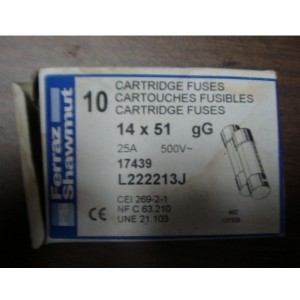 Ferraz
Shawmut
10 CARTRIDGE FUSES
CARTOUCHES FUSIBLES
CARTRIDGE FUSES
14 x 51 gG
25A 500V~
17439
L222213J
CEI 269-2-1
NF C 63.210
UNE 21.103